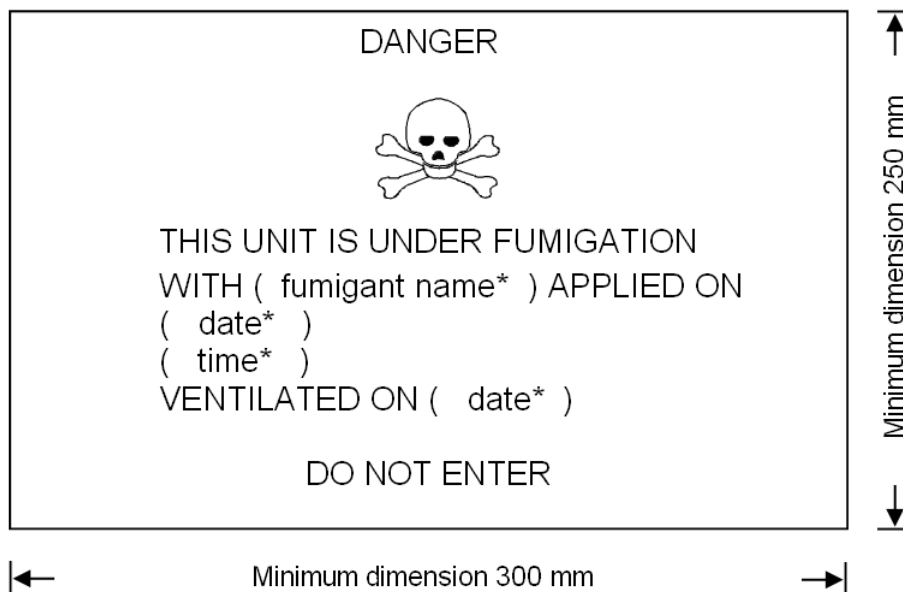 DANGER
THIS UNIT IS UNDER FUMIGATION
WITH ( fumigant name* ) APPLIED ON
( date* )
( time* )
VENTILATED ON ( date* )
DO NOT ENTER
Minimum dimension 250 mm
Minimum dimension 300 mm